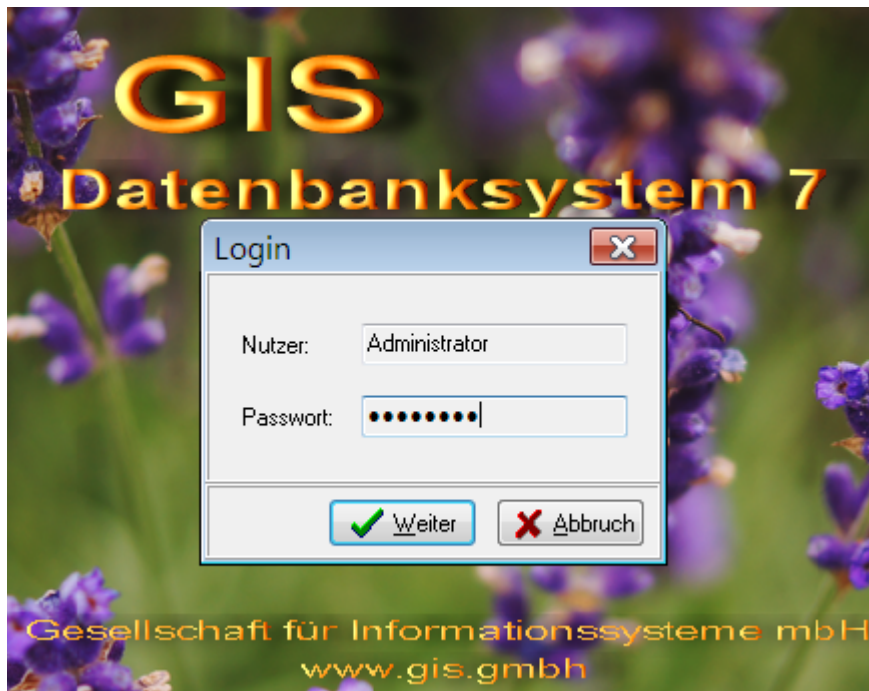 GIS
Datenbanksystem 7
Login
Nutzer: Administrator
Passwort: ••••••••
Weiter Abbruch
Gesellschaft für Informationssysteme mbH
www.gis.gmbh